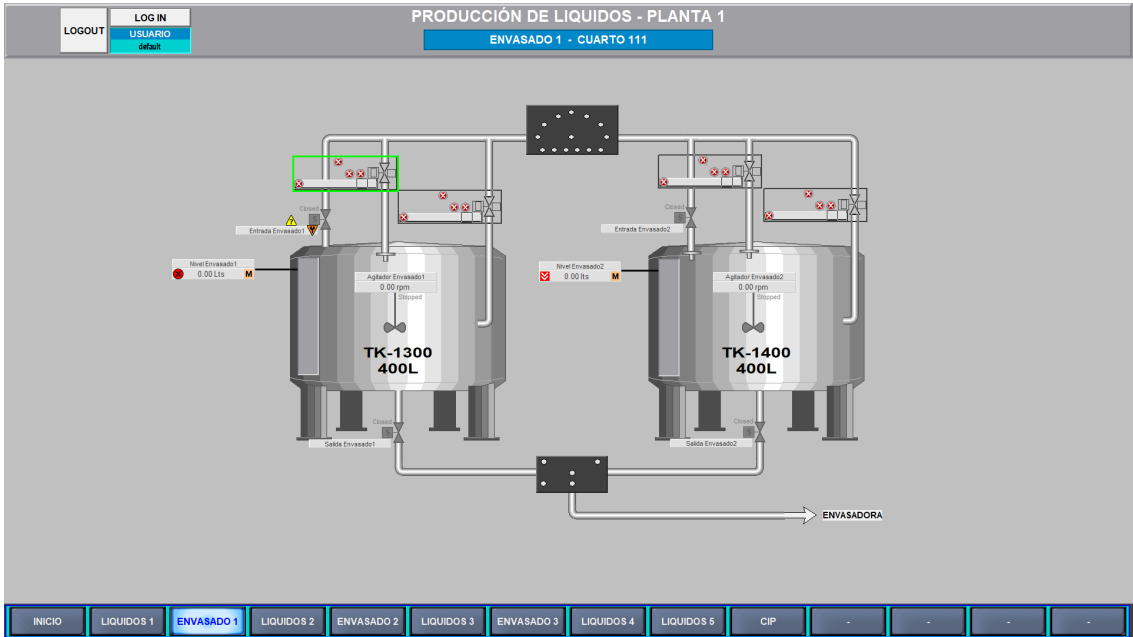 LOGOUT
LOG IN
USUARIO
default
PRODUCCIÓN DE LIQUIDOS - PLANTA 1
ENVASADO 1 - CUARTO 111
Closed
S
Entrada Envasado1
Closed
S
Entrada Envasado2
Nivel Envasado1
0.00 Lts M
Agitador Envasado1
0.00 rpm
Stopped
Nivel Envasado2
0.00 lts M
Agitador Envasado2
0.00 rpm
Stopped
TK-1300
400L
TK-1400
400L
Closed
S
Salida Envasado1
Closed
S
Salida Envasado2
ENVASADORA
INICIO
LIQUIDOS 1
ENVASADO 1
LIQUIDOS 2
ENVASADO 2
LIQUIDOS 3
ENVASADO 3
LIQUIDOS 4
LIQUIDOS 5
CIP
-
-
-
-